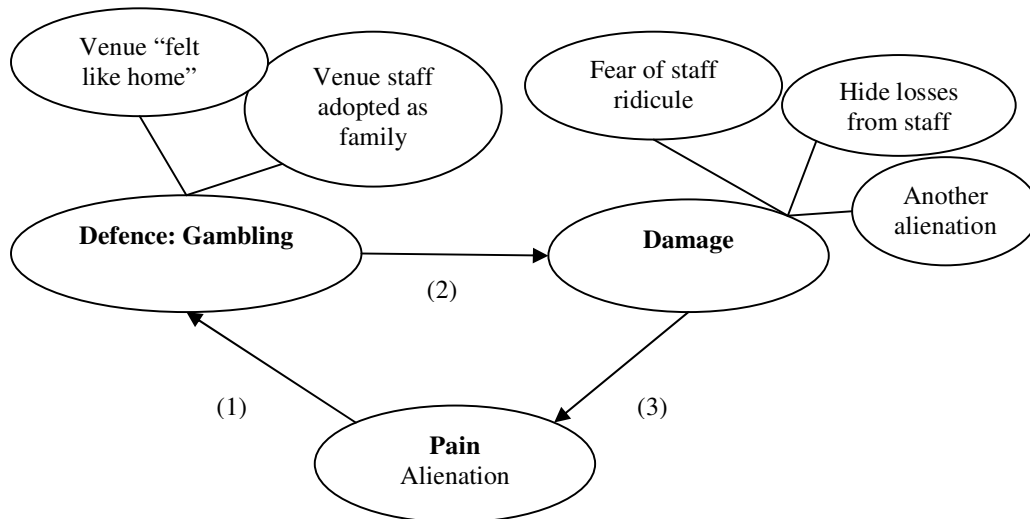 Venue “felt
like home”
Venue staff
adopted as
family
Fear of staff
ridicule
Hide losses
from staff
Another
alienation
Defence: Gambling
Damage
(2)
(1)
(3)
Pain
Alienation